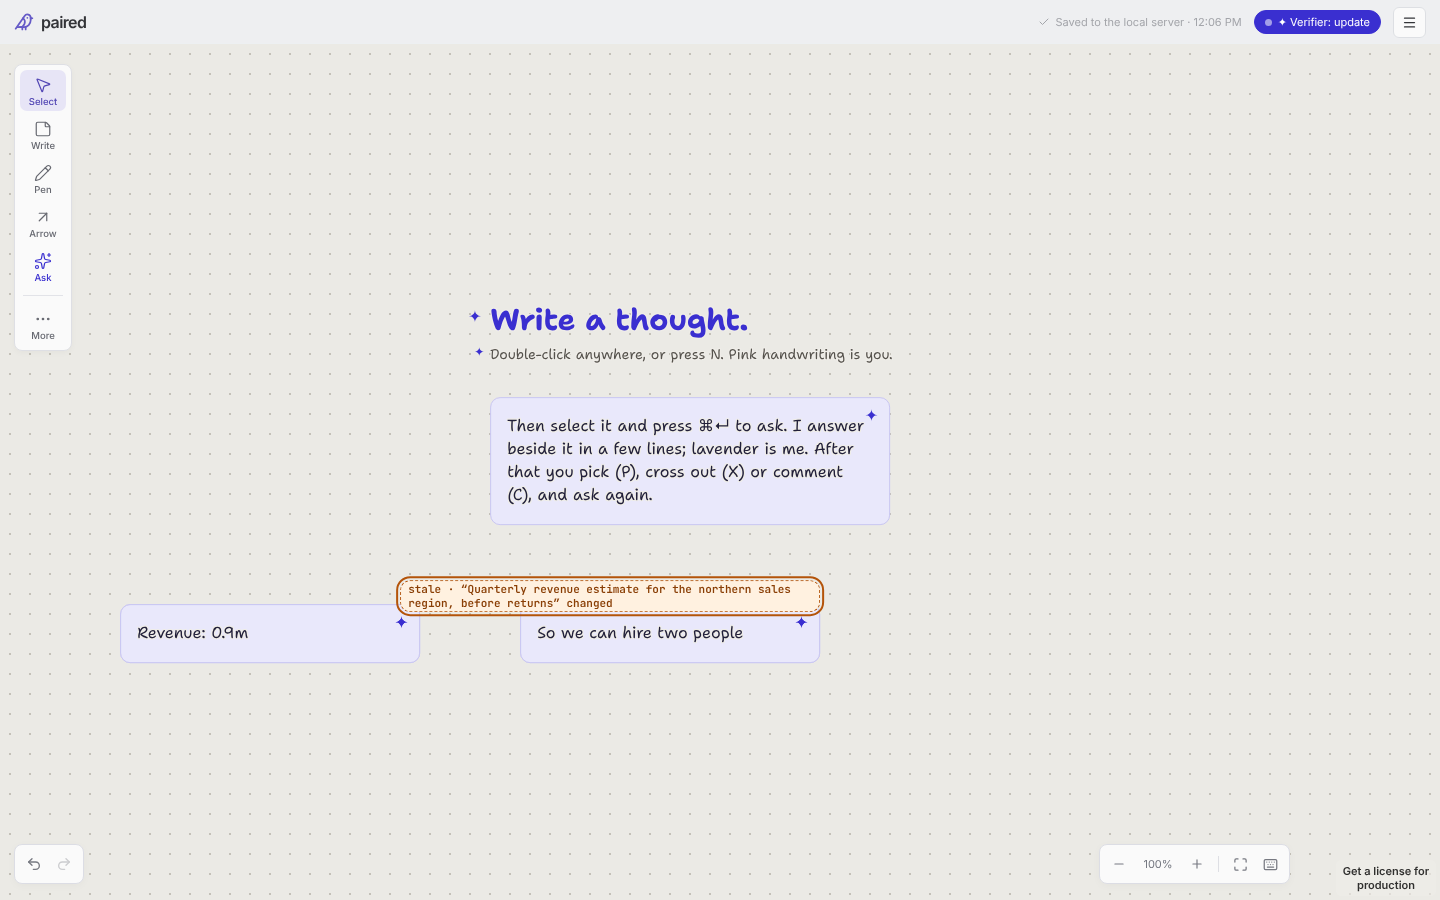 paired
Saved to the local server · 12:06 PM
✦ Verifier: update
Select
Write
Pen
Arrow
Ask
More
Write a thought.
Double-click anywhere, or press N. Pink handwriting is you.
Then select it and press ⌘↵ to ask. I answer
beside it in a few lines; lavender is me. After
that you pick (P), cross out (X) or comment
(C), and ask again.
stale · “Quarterly revenue estimate for the northern sales
region, before returns” changed
Revenue: 0.9m
So we can hire two people
100%
Get a license for
production